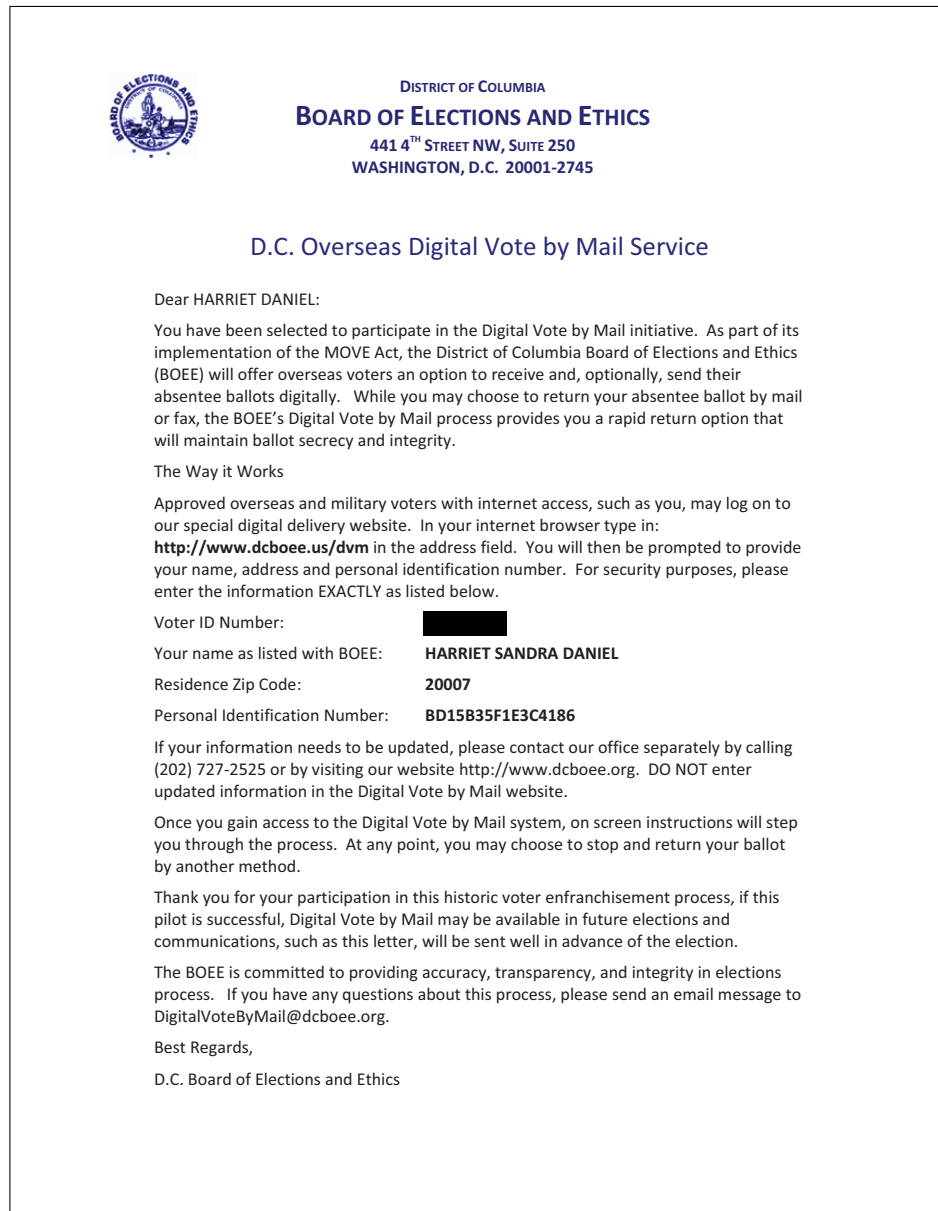 BOARD OF ELECTIONS AND ETHICS
DISTRICT OF COLUMBIA
DISTRICT OF COLUMBIA
BOARD OF ELECTIONS AND ETHICS
441 4TH STREET NW, SUITE 250
WASHINGTON, D.C. 20001-2745
D.C. Overseas Digital Vote by Mail Service
Dear HARRIET DANIEL:
You have been selected to participate in the Digital Vote by Mail initiative. As part of its
implementation of the MOVE Act, the District of Columbia Board of Elections and Ethics
(BOEE) will offer overseas voters an option to receive and, optionally, send their
absentee ballots digitally. While you may choose to return your absentee ballot by mail
or fax, the BOEE’s Digital Vote by Mail process provides you a rapid return option that
will maintain ballot secrecy and integrity.
The Way it Works
Approved overseas and military voters with internet access, such as you, may log on to
our special digital delivery website. In your internet browser type in:
http://www.dcboee.us/dvm in the address field. You will then be prompted to provide
your name, address and personal identification number. For security purposes, please
enter the information EXACTLY as listed below.
Voter ID Number:
Your name as listed with BOEE: HARRIET SANDRA DANIEL
Residence Zip Code: 20007
Personal Identification Number: BD15B35F1E3C4186
If your information needs to be updated, please contact our office separately by calling
(202) 727-2525 or by visiting our website http://www.dcboee.org. DO NOT enter
updated information in the Digital Vote by Mail website.
Once you gain access to the Digital Vote by Mail system, on screen instructions will step
you through the process. At any point, you may choose to stop and return your ballot
by another method.
Thank you for your participation in this historic voter enfranchisement process, if this
pilot is successful, Digital Vote by Mail may be available in future elections and
communications, such as this letter, will be sent well in advance of the election.
The BOEE is committed to providing accuracy, transparency, and integrity in elections
process. If you have any questions about this process, please send an email message to
DigitalVoteByMail@dcboee.org.
Best Regards,
D.C. Board of Elections and Ethics